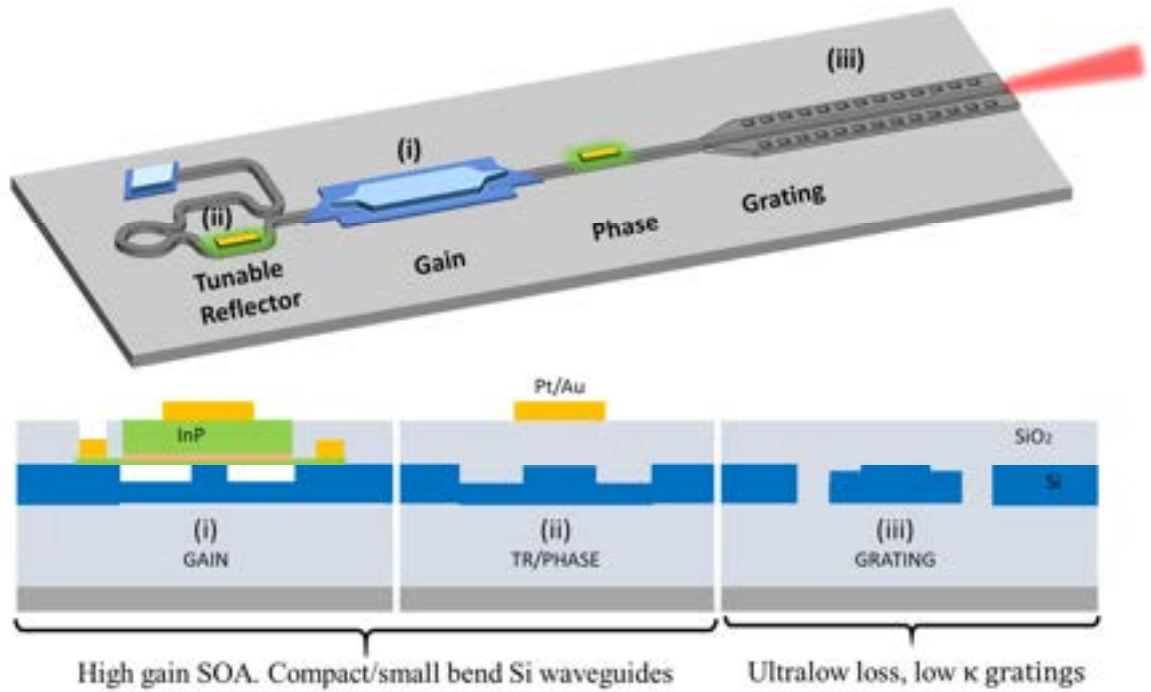 (iii)
(i)
(ii)
Grating
Phase
Gain
Tunable
Reflector
Pt/Au
InP
SiO₂
Si
(i)
(ii)
(iii)
GAIN
TR/PHASE
GRATING
High gain SOA. Compact/small bend Si waveguides
Ultralow loss, low κ gratings